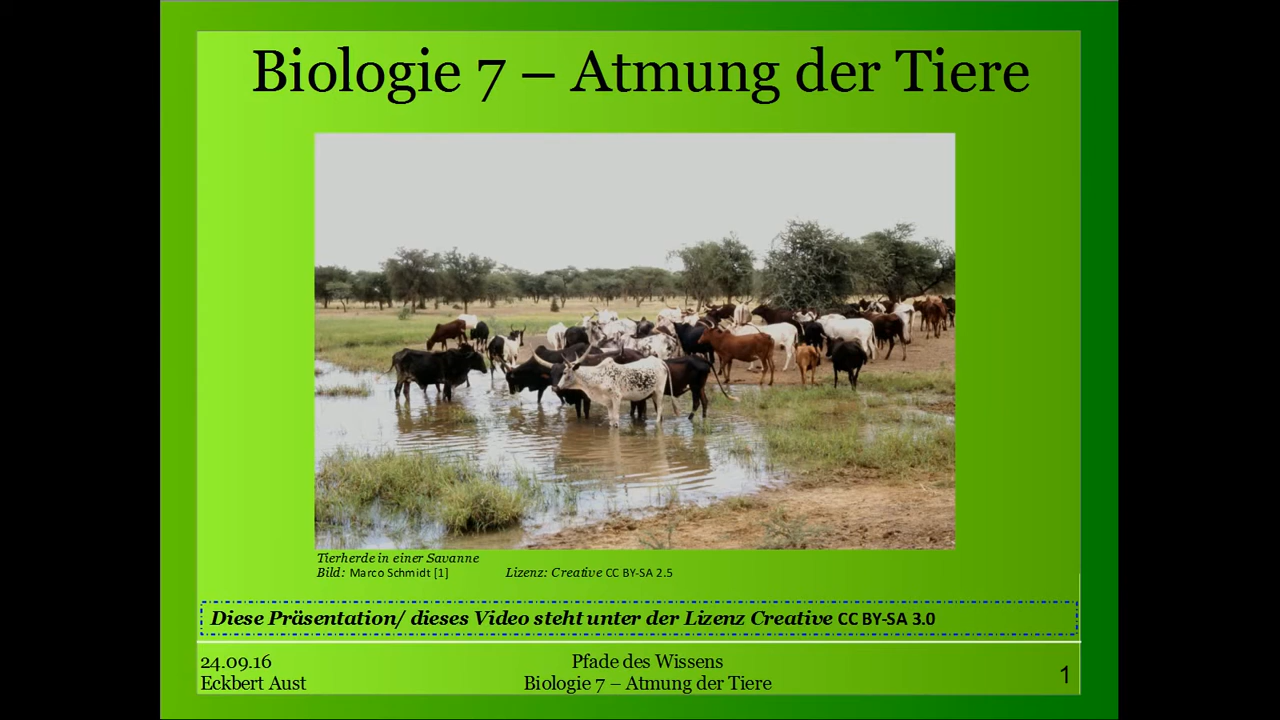 Biologie 7 – Atmung der Tiere
Tierherde in einer Savanne
Bild: Marco Schmidt [1] Lizenz: Creative CC BY-SA 2.5
Diese Präsentation/ dieses Video steht unter der Lizenz Creative CC BY-SA 3.0
24.09.16 Pfade des Wissens
Eckbert Aust Biologie 7 – Atmung der Tiere 1